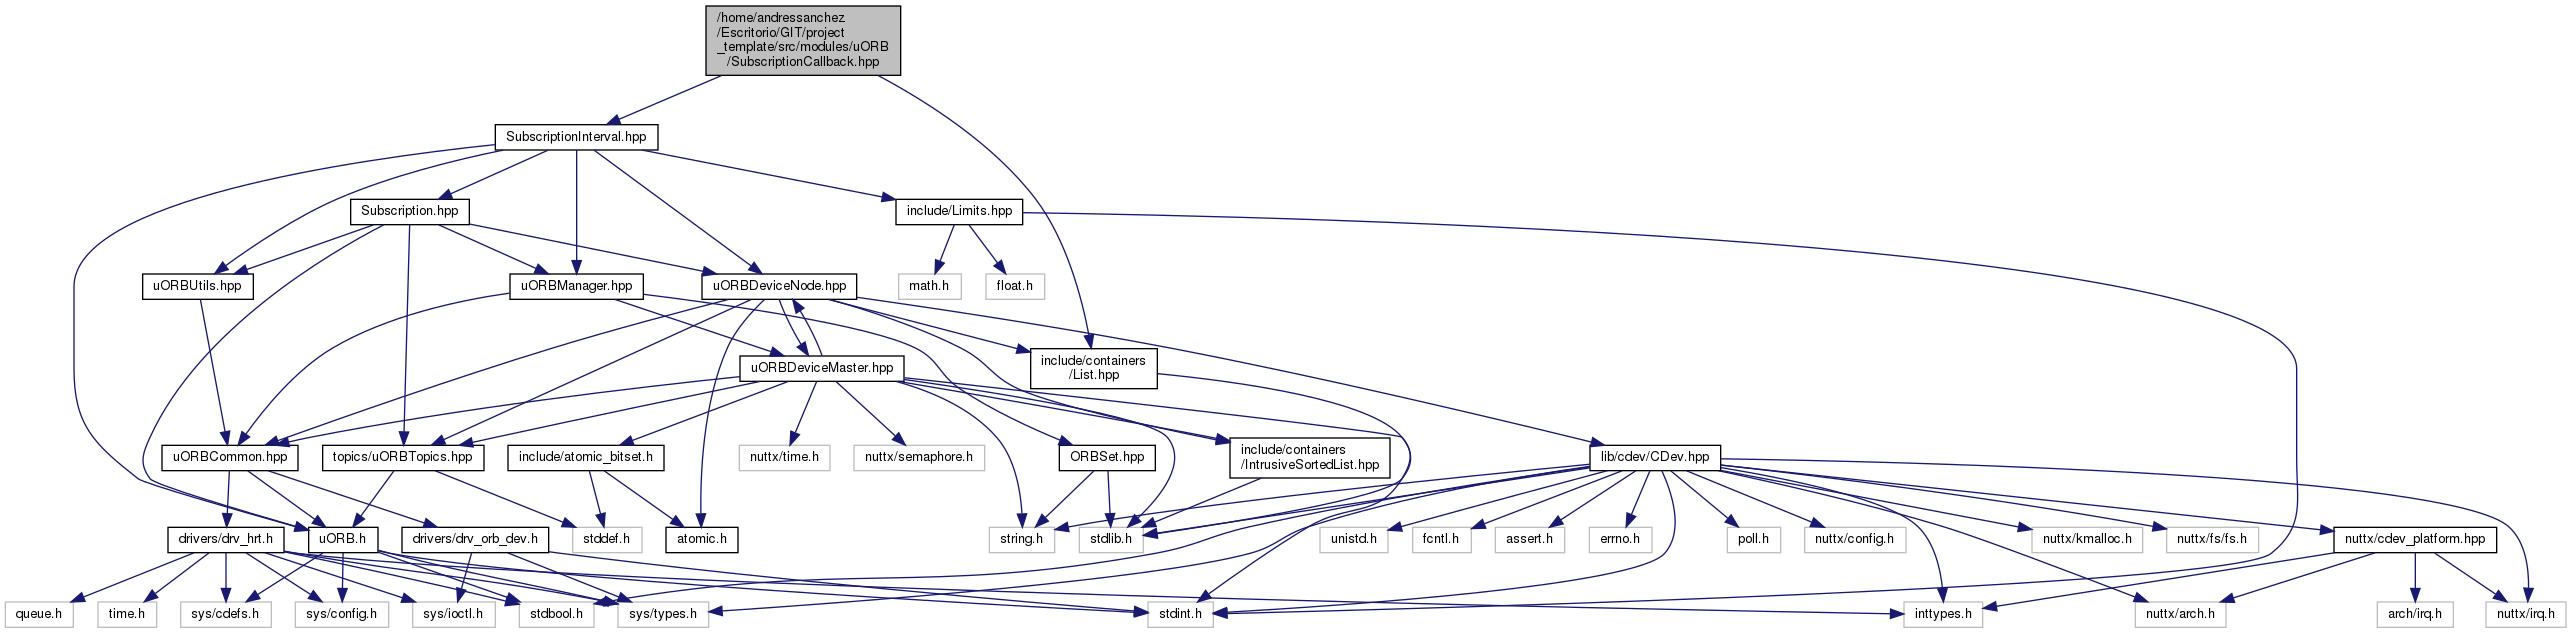 /home/andressanchez
/Escritorio/GIT/project
_template/src/modules/uORB
/SubscriptionCallback.hpp
SubscriptionInterval.hpp
Subscription.hpp
include/Limits.hpp
uORBUtils.hpp
uORBManager.hpp
uORBDeviceNode.hpp
math.h
float.h
uORBDeviceMaster.hpp
include/containers
/List.hpp
uORBCommon.hpp
topics/uORBTopics.hpp
include/atomic_bitset.h
nuttx/time.h
nuttx/semaphore.h
ORBSet.hpp
include/containers
/IntrusiveSortedList.hpp
lib/cdev/CDev.hpp
drivers/drv_hrt.h
uORB.h
drivers/drv_orb_dev.h
stddef.h
atomic.h
string.h
stdlib.h
unistd.h
fcntl.h
assert.h
errno.h
poll.h
nuttx/config.h
nuttx/kmalloc.h
nuttx/fs/fs.h
nuttx/cdev_platform.hpp
queue.h
time.h
sys/cdefs.h
sys/config.h
sys/ioctl.h
stdbool.h
sys/types.h
stdint.h
inttypes.h
nuttx/arch.h
arch/irq.h
nuttx/irq.h